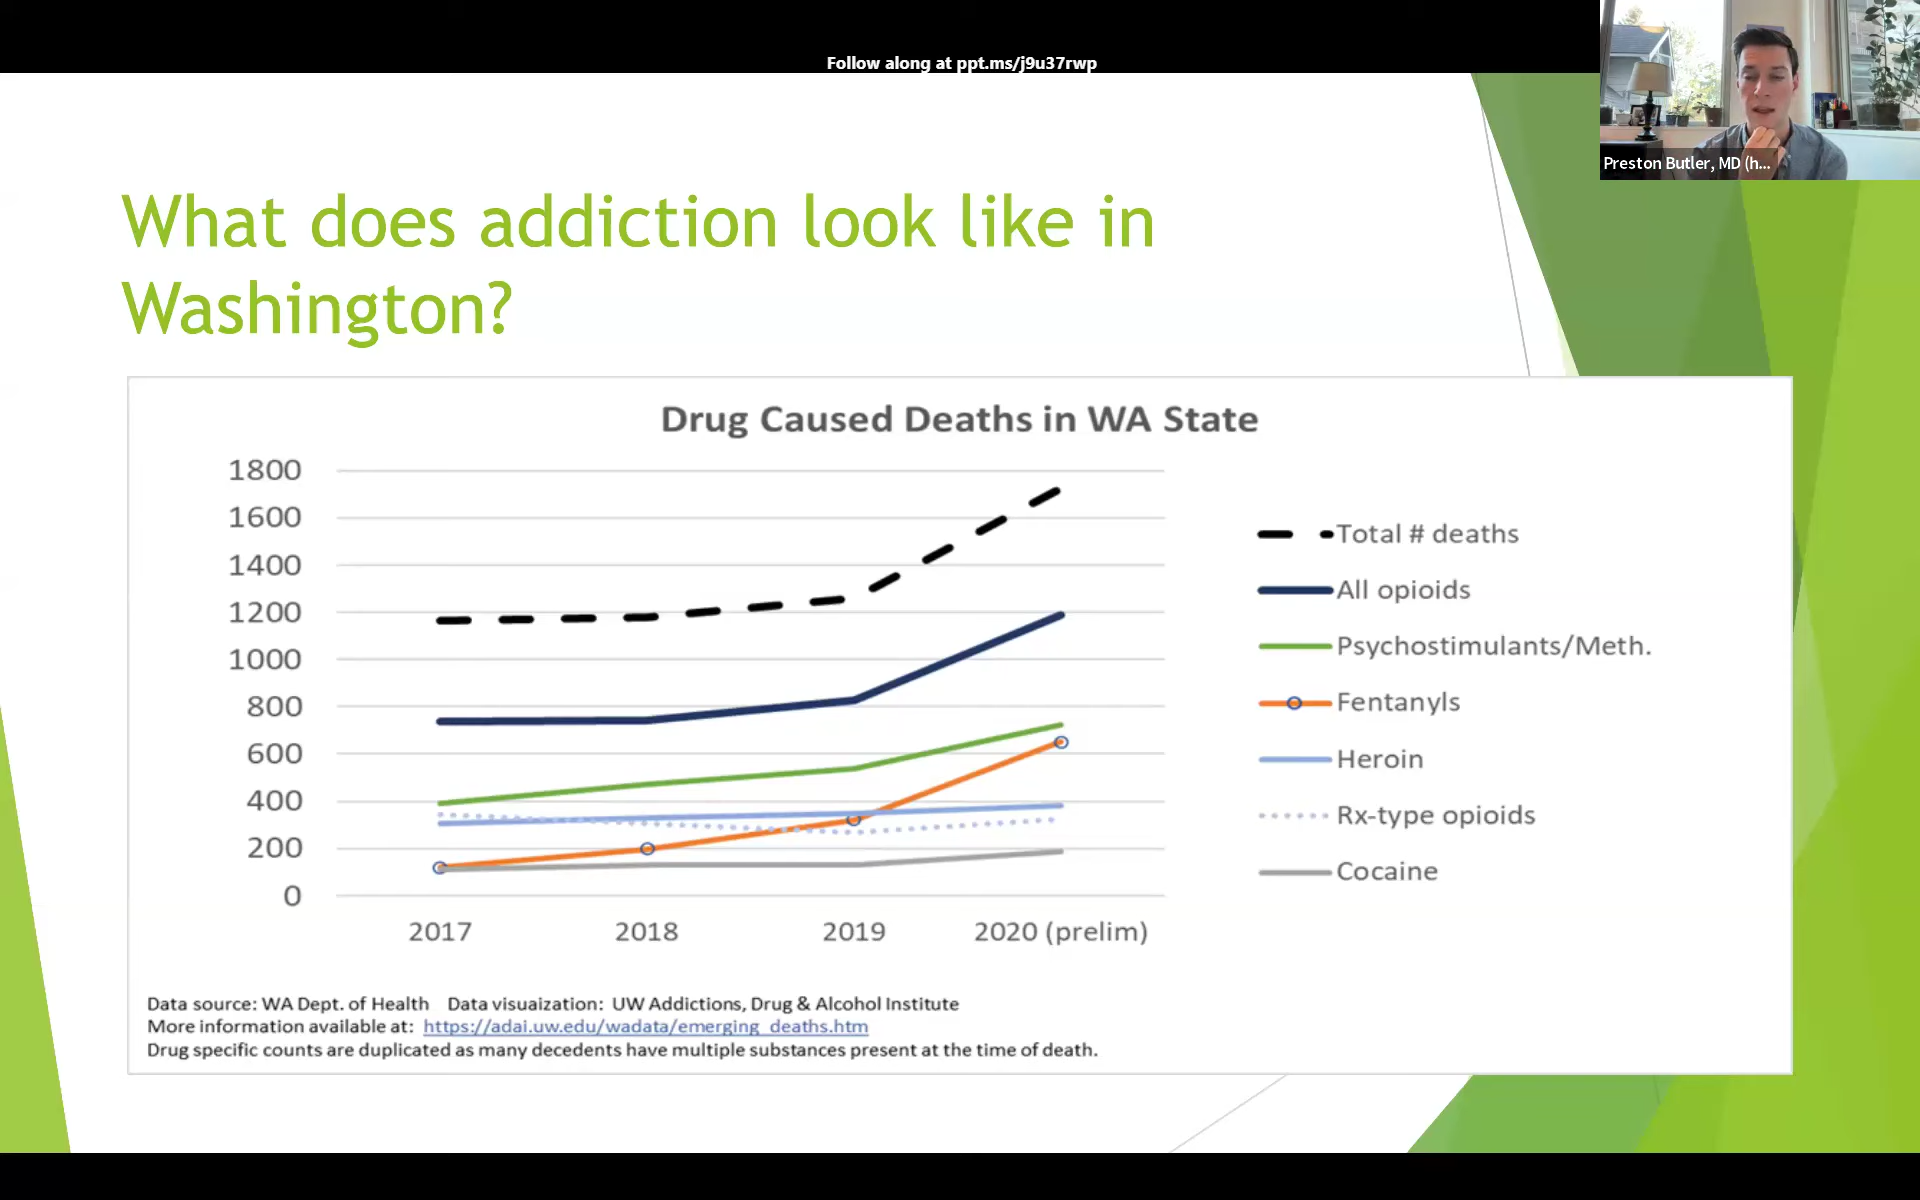 Follow along at ppt.ms/j9u37rwp
Preston Butler, MD (h...
What does addiction look like in
Washington?
Drug Caused Deaths in WA State
1800
1600
1400
1200
1000
800
600
400
200
0
2017 2018 2019 2020 (prelim)
Total # deaths
All opioids
Psychostimulants/Meth.
Fentanyls
Heroin
Rx-type opioids
Cocaine
Data source: WA Dept. of Health Data visuaization: UW Addictions, Drug & Alcohol Institute
More information available at: https://adai.uw.edu/wadata/emerging_deaths.htm
Drug specific counts are duplicated as many decedents have multiple substances present at the time of death.